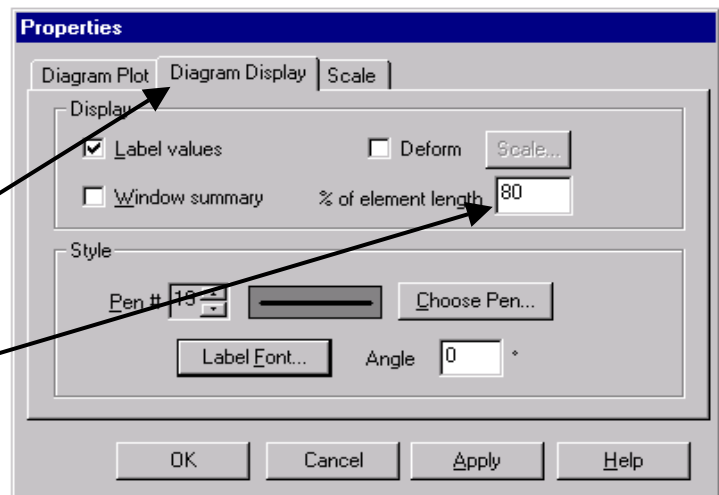 Properties
Diagram Plot Diagram Display Scale
Display
Label values Deform Scale...
Window summary % of element length 80
Style
Pen # Choose Pen...
Label Font... Angle 0 °
OK Cancel Apply Help